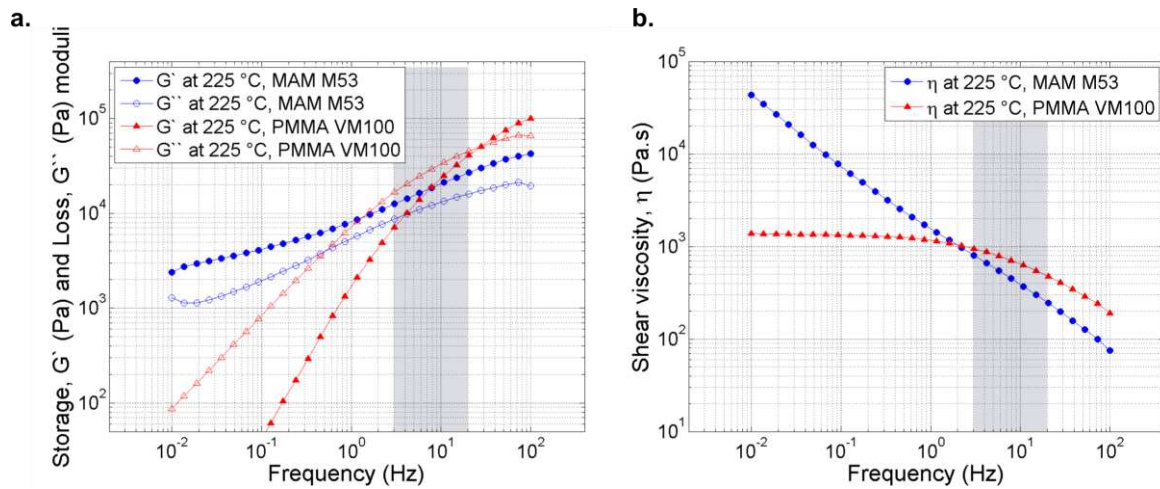 a.
Storage, G` (Pa) and Loss, G`` (Pa) moduli
G` at 225 °C, MAM M53
G`` at 225 °C, MAM M53
G` at 225 °C, PMMA VM100
G`` at 225 °C, PMMA VM100
10^5
10^4
10^3
10^2
10^-2
10^-1
10^0
10^1
10^2
Frequency (Hz)
b.
Shear viscosity, η (Pa.s)
η at 225 °C, MAM M53
η at 225 °C, PMMA VM100
10^5
10^4
10^3
10^2
10^1
10^-2
10^-1
10^0
10^1
10^2
Frequency (Hz)